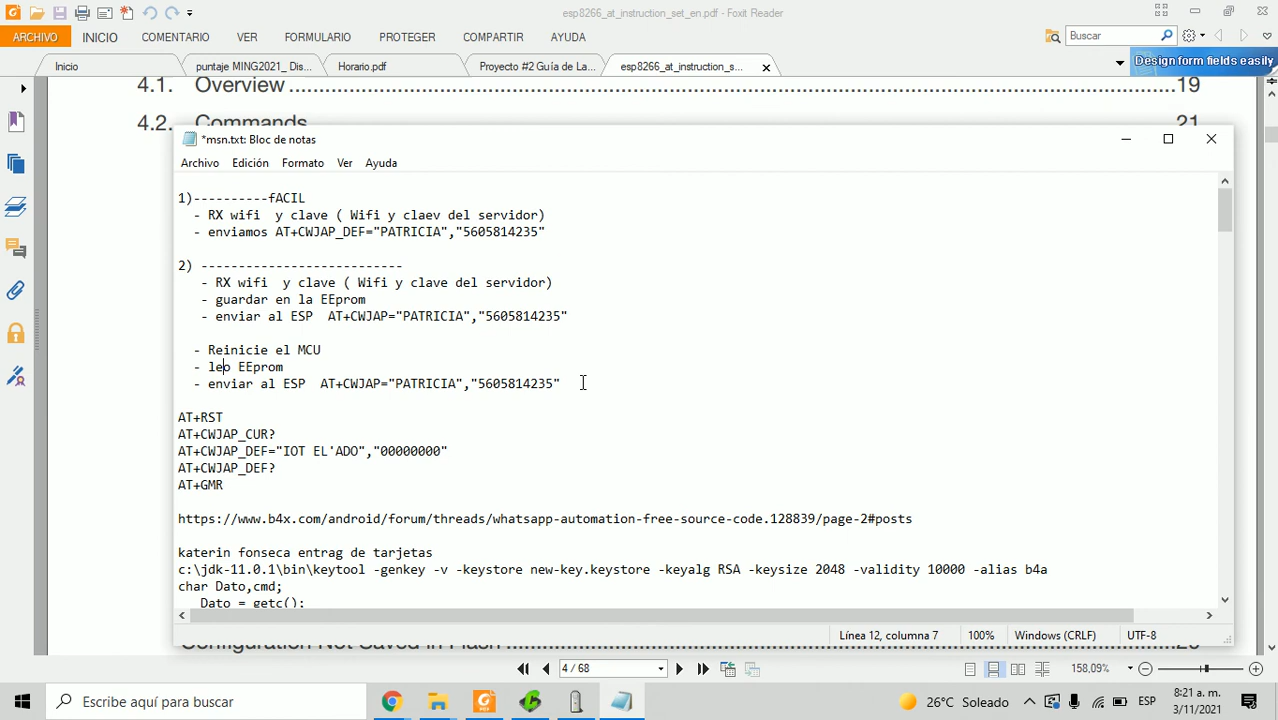 esp8266_at_instruction_set_en.pdf - Foxit Reader
ARCHIVO INICIO COMENTARIO VER FORMULARIO PROTEGER COMPARTIR AYUDA Buscar
Inicio puntaje MING2021_ Dis... Horario.pdf Proyecto #2 Guía de La... esp8266_at_instruction_s... Design form fields easily
4.1. Overview 19
4.2. Commands 21
*msn.txt: Bloc de notas
Archivo Edición Formato Ver Ayuda
1)----------fACIL
- RX wifi y clave ( Wifi y claev del servidor)
- enviamos AT+CWJAP_DEF="PATRICIA","5605814235"
2) ---------------------------
- RX wifi y clave ( Wifi y clave del servidor)
- guardar en la EEprom
- enviar al ESP AT+CWJAP="PATRICIA","5605814235"
- Reinicie el MCU
- leo EEprom
- enviar al ESP AT+CWJAP="PATRICIA","5605814235"
AT+RST
AT+CWJAP_CUR?
AT+CWJAP_DEF="IOT EL'ADO","00000000"
AT+CWJAP_DEF?
AT+GMR
https://www.b4x.com/android/forum/threads/whatsapp-automation-free-source-code.128839/page-2#posts
katerin fonseca entrag de tarjetas
c:\jdk-11.0.1\bin\keytool -genkey -v -keystore new-key.keystore -keyalg RSA -keysize 2048 -validity 10000 -alias b4a
char Dato,cmd;
Dato = getc();
Línea 12, columna 7 100% Windows (CRLF) UTF-8
Configuration Not Saved in Flash
4 / 68 158,09%
Escribe aquí para buscar 26°C Soleado ESP 8:21 a. m.
3/11/2021